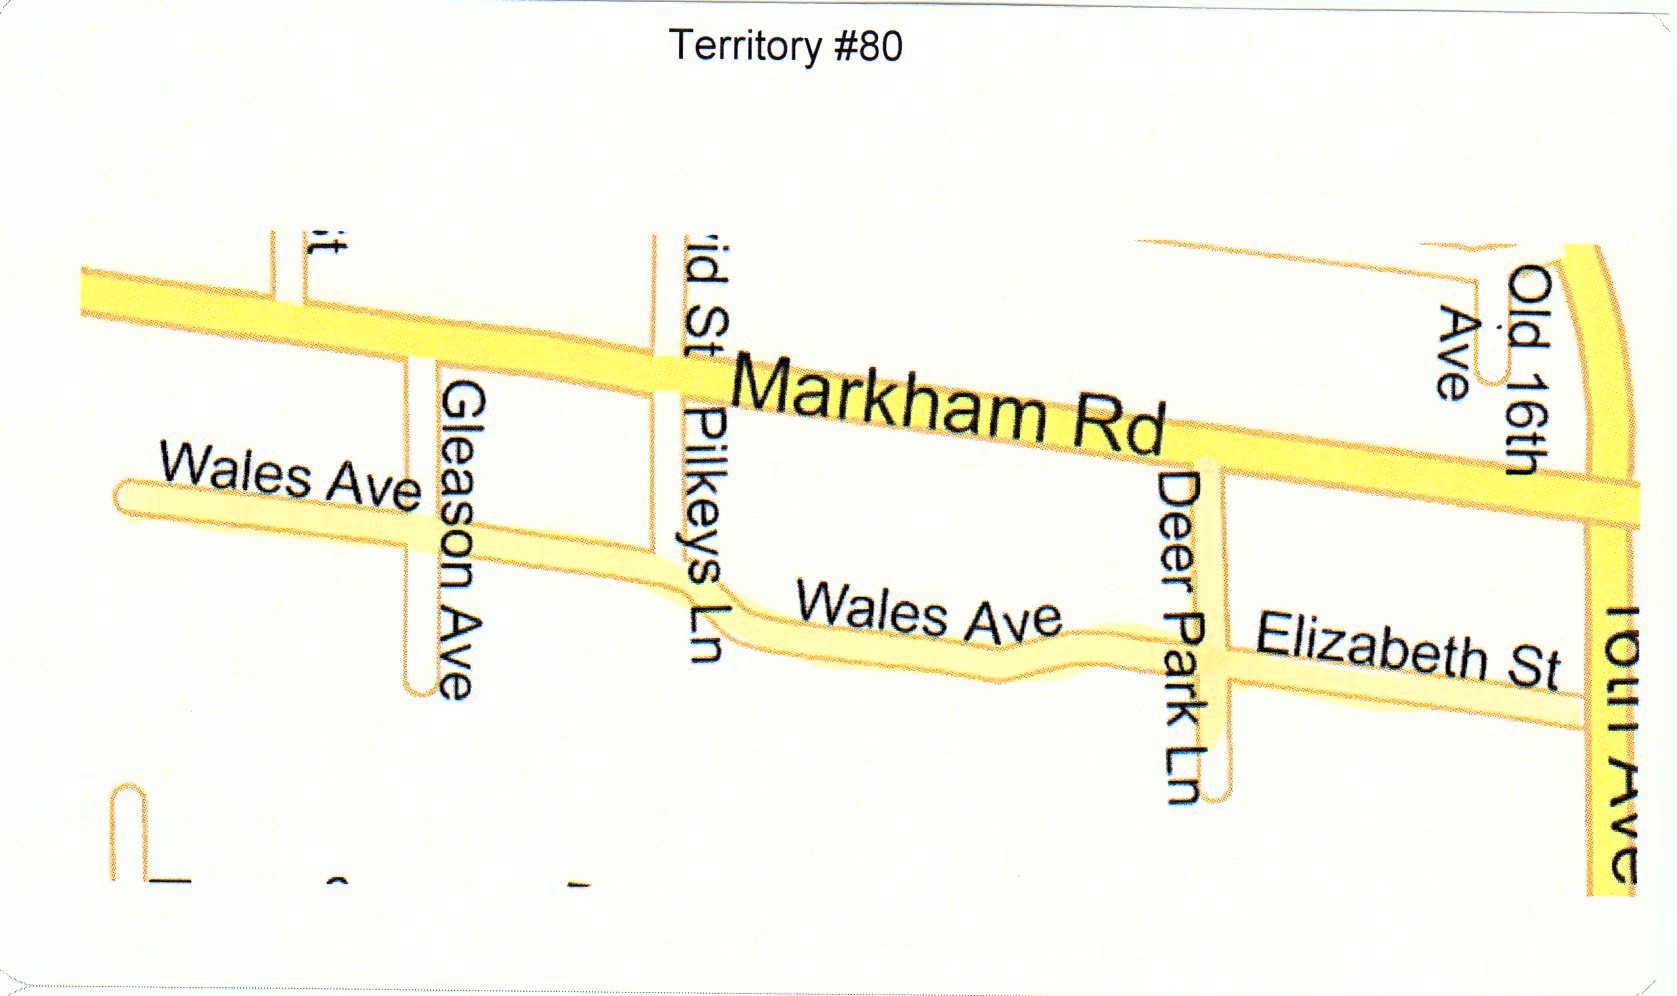 Territory #80
it
id St
Old 16th
Ave
Markham Rd
Gleason Ave
Pilkeys Ln
Wales Ave
Deer Park Ln
Wales Ave
Elizabeth St
16th Ave